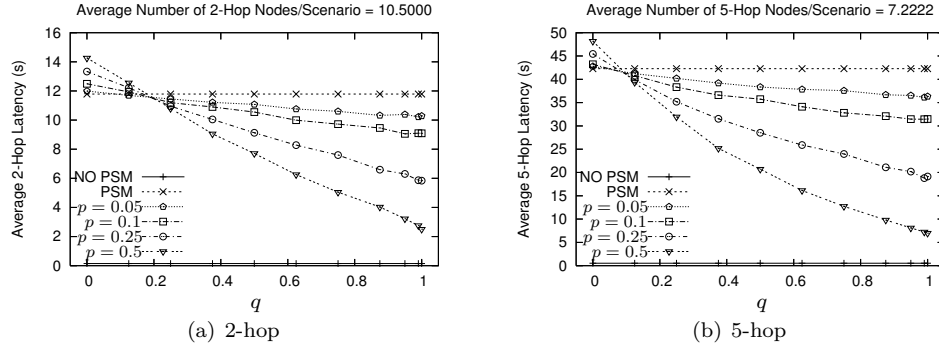 Average Number of 2-Hop Nodes/Scenario = 10.5000
Average 2-Hop Latency (s)
16
14
12
10
8
6
4
2
0
NO PSM
PSM
p = 0.05
p = 0.1
p = 0.25
p = 0.5
0 0.2 0.4 0.6 0.8 1
q
(a) 2-hop
Average Number of 5-Hop Nodes/Scenario = 7.2222
Average 5-Hop Latency (s)
50
45
40
35
30
25
20
15
10
5
0
NO PSM
PSM
p = 0.05
p = 0.1
p = 0.25
p = 0.5
0 0.2 0.4 0.6 0.8 1
q
(b) 5-hop